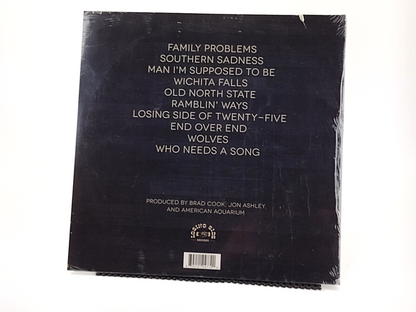 FAMILY PROBLEMS
SOUTHERN SADNESS
MAN I'M SUPPOSED TO BE
WICHITA FALLS
OLD NORTH STATE
RAMBLIN' WAYS
LOSING SIDE OF TWENTY-FIVE
END OVER END
WOLVES
WHO NEEDS A SONG
PRODUCED BY BRAD COOK, JON ASHLEY,
AND AMERICAN AQUARIUM